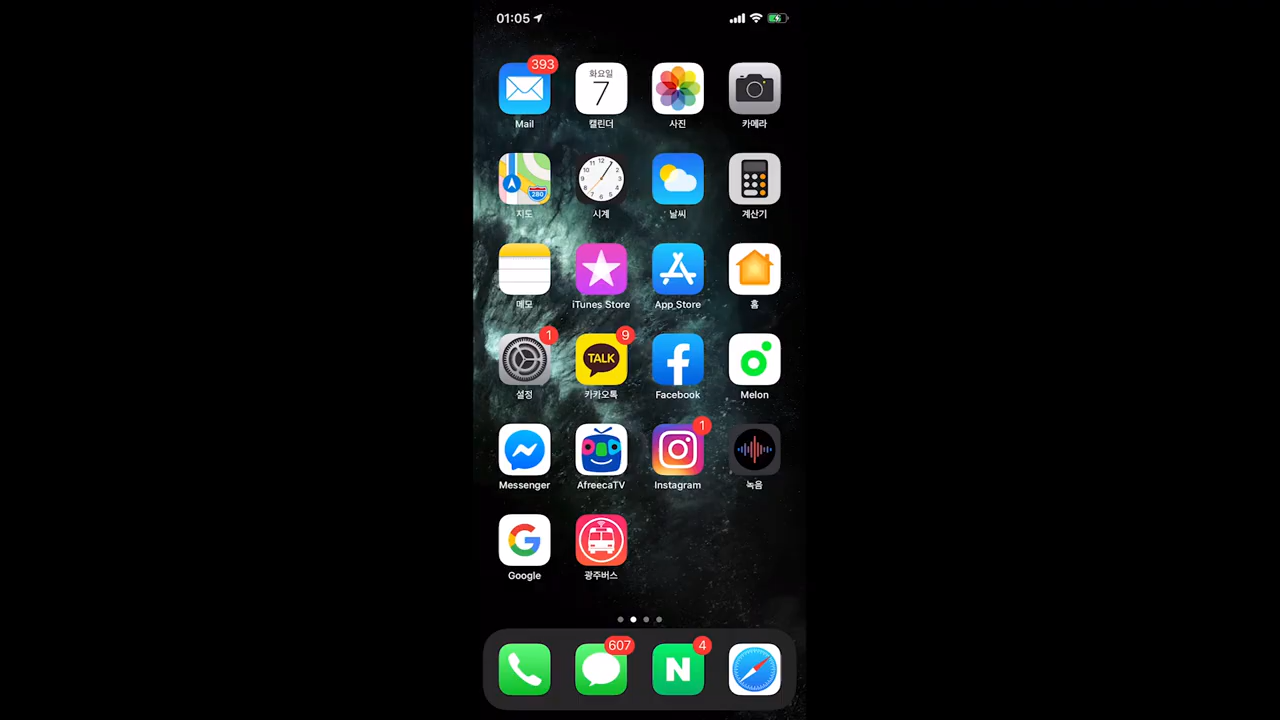 01:05
393
화요일
7
Mail
캘린더
사진
카메라
280
지도
시계
날씨
계산기
메모
iTunes Store
App Store
홈
1
9
TALK
설정
카카오톡
Facebook
Melon
1
Messenger
AfreecaTV
Instagram
녹음
G
Google
광주버스
607
4
N